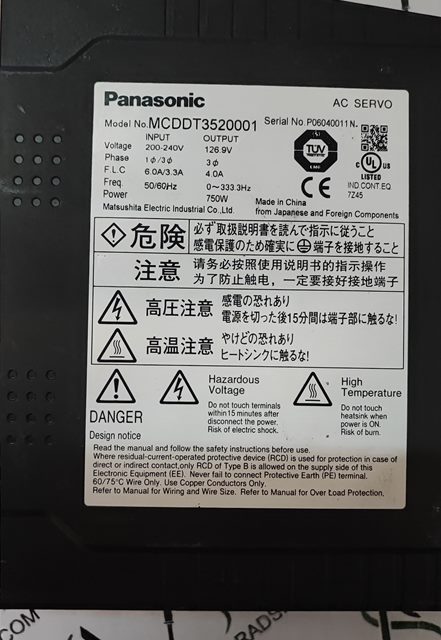 Panasonic AC SERVO
Model No. MCDDT3520001 Serial No. P06040011N
INPUT OUTPUT
Voltage 200-240V 126.9V
Phase 1ϕ/3ϕ 3ϕ
F.L.C 6.0A/3.3A 4.0A
Freq. 50/60Hz 0~333.3Hz
Power 750W
Matsushita Electric Industrial Co.,Ltd.
TÜV
c UL US
LISTED
IND.CONT.EQ.
7Z45
CE
Made in China
from Japanese and Foreign Components
危険 必ず取扱説明書を読んで指示に従うこと
感電保護のため確実に端子を接地すること
注意 请务必按照使用说明书的指示操作
为了防止触电,一定要接好接地端子
高圧注意 感電の恐れあり
電源を切った後15分間は端子部に触るな!
高温注意 やけどの恐れあり
ヒートシンクに触るな!
DANGER
Hazardous
Voltage
Do not touch terminals
within 15 minutes after
disconnect the power.
Risk of electric shock.
High
Temperature
Do not touch
heatsink when
power is ON.
Risk of burn.
Design notice
Read the manual and follow the safety instructions before use.
Where residual-current-operated protective device (RCD) is used for protection in case of
direct or indirect contact,only RCD of Type B is allowed on the supply side of this
Electronic Equipment (EE). Never fail to connect Protective Earth (PE) terminal.
60/75℃ Wire Only. Use Copper Conductors Only.
Refer to Manual for Wiring and Wire Size. Refer to Manual for Over Load Protection.